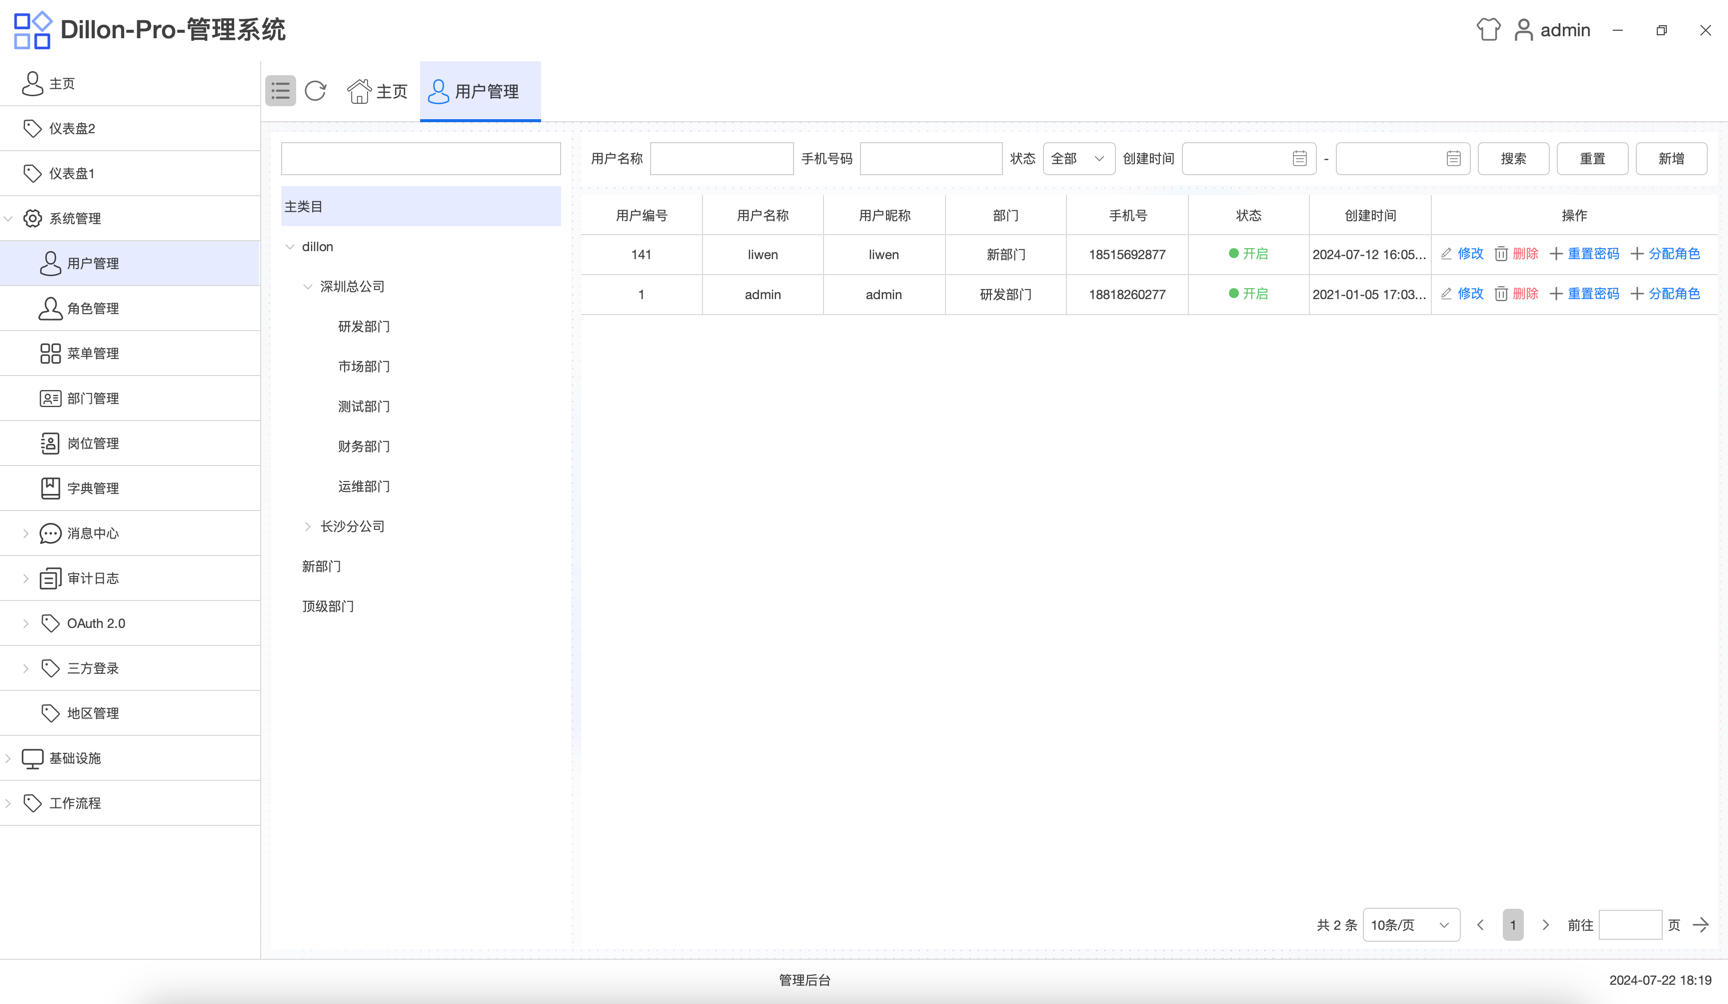 Dillon-Pro-管理系统
admin
主页
仪表盘2
仪表盘1
系统管理
用户管理
角色管理
菜单管理
部门管理
岗位管理
字典管理
消息中心
审计日志
OAuth 2.0
三方登录
地区管理
基础设施
工作流程
主页
用户管理
主类目
dillon
深圳总公司
研发部门
市场部门
测试部门
财务部门
运维部门
长沙分公司
新部门
顶级部门
用户名称 手机号码 状态 全部 创建时间 - 搜索 重置 新增
用户编号 用户名称 用户昵称 部门 手机号 状态 创建时间 操作
141 liwen liwen 新部门 18515692877 开启 2024-07-12 16:05... 修改 删除 重置密码 分配角色
1 admin admin 研发部门 18818260277 开启 2021-01-05 17:03... 修改 删除 重置密码 分配角色
共 2 条 10条/页 1 前往 页
管理后台
2024-07-22 18:19